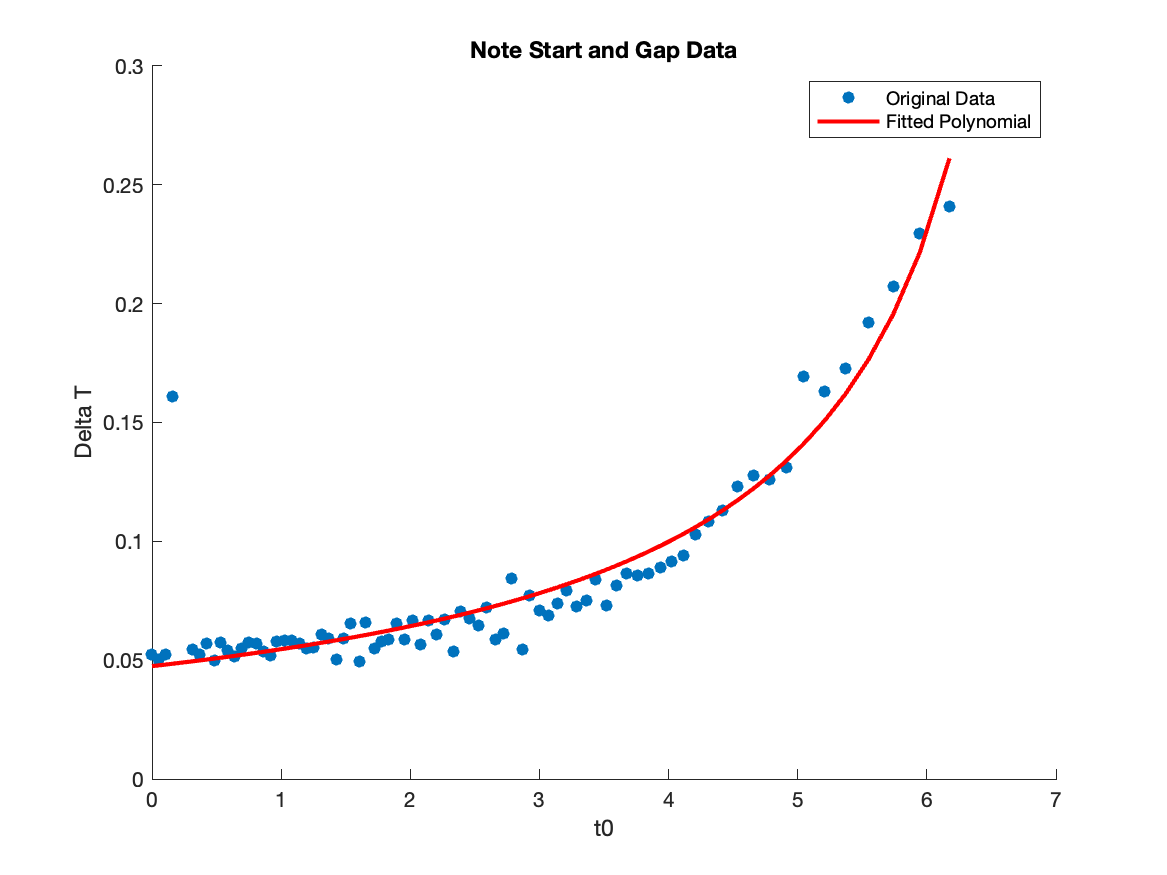 Note Start and Gap Data
Original Data
Fitted Polynomial
0.3
0.25
0.2
0.15
0.1
0.05
0
Delta T
0 1 2 3 4 5 6 7
t0